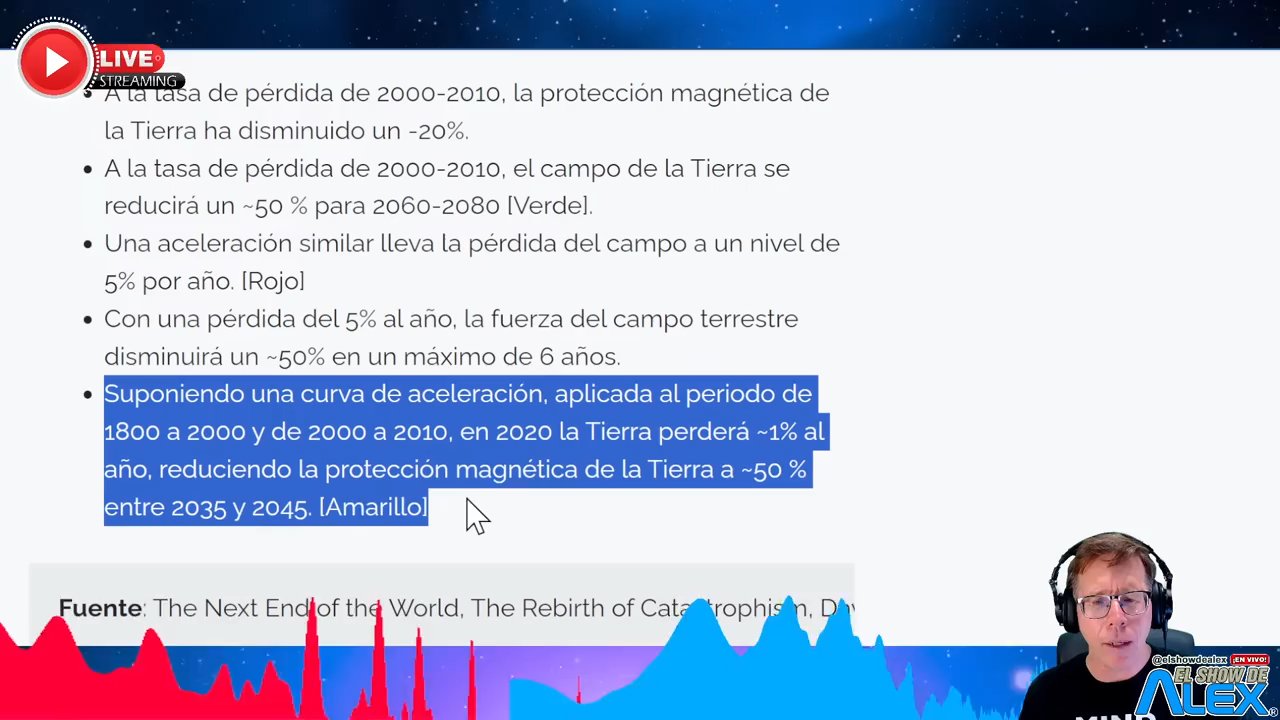 LIVE
STREAMING
A la tasa de pérdida de 2000-2010, la protección magnética de
la Tierra ha disminuido un -20%.
• A la tasa de pérdida de 2000-2010, el campo de la Tierra se
reducirá un ~50 % para 2060-2080 [Verde].
• Una aceleración similar lleva la pérdida del campo a un nivel de
5% por año. [Rojo]
• Con una pérdida del 5% al año, la fuerza del campo terrestre
disminuirá un ~50% en un máximo de 6 años.
• Suponiendo una curva de aceleración, aplicada al periodo de
1800 a 2000 y de 2000 a 2010, en 2020 la Tierra perderá ~1% al
año, reduciendo la protección magnética de la Tierra a ~50 %
entre 2035 y 2045. [Amarillo]
Fuente: The Next End of the World, The Rebirth of Catastrophism,
@elshowdealex ¡EN VIVO!
EL SHOW DE
ALEX